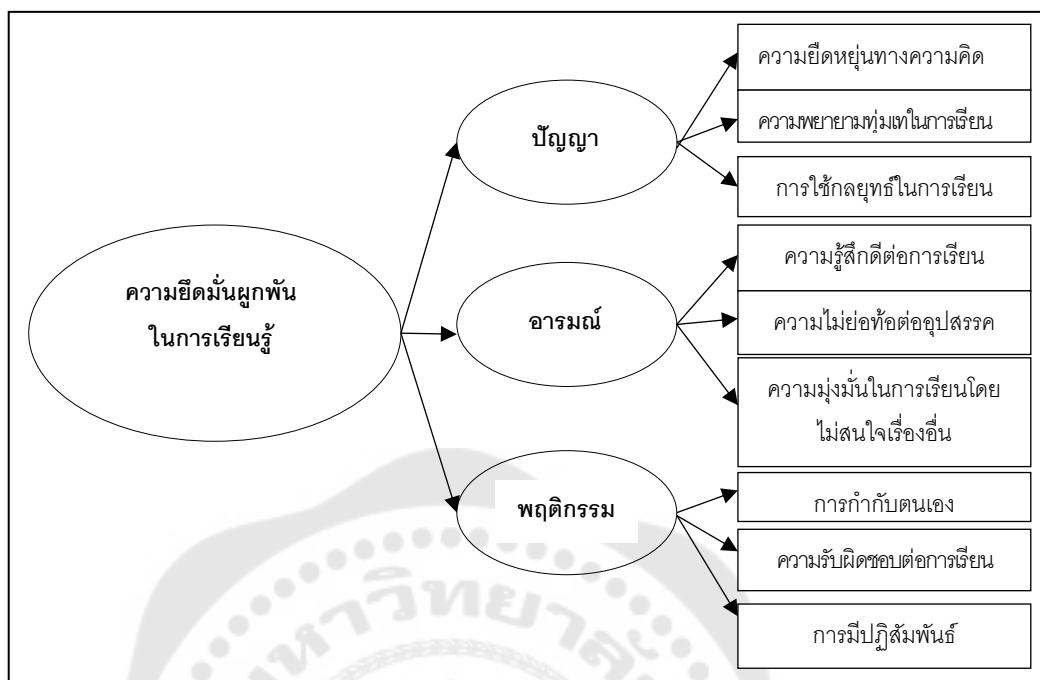 ความยึดมั่นผูกพัน
ในการเรียนรู้
ปัญญา
ความยืดหยุ่นทางความคิด
ความพยายามทุ่มเทในการเรียน
การใช้กลยุทธ์ในการเรียน
อารมณ์
ความรู้สึกดีต่อการเรียน
ความไม่ย่อท้อต่ออุปสรรค
ความมุ่งมั่นในการเรียนโดย
ไม่สนใจเรื่องอื่น
พฤติกรรม
การกำกับตนเอง
ความรับผิดชอบต่อการเรียน
การมีปฏิสัมพันธ์